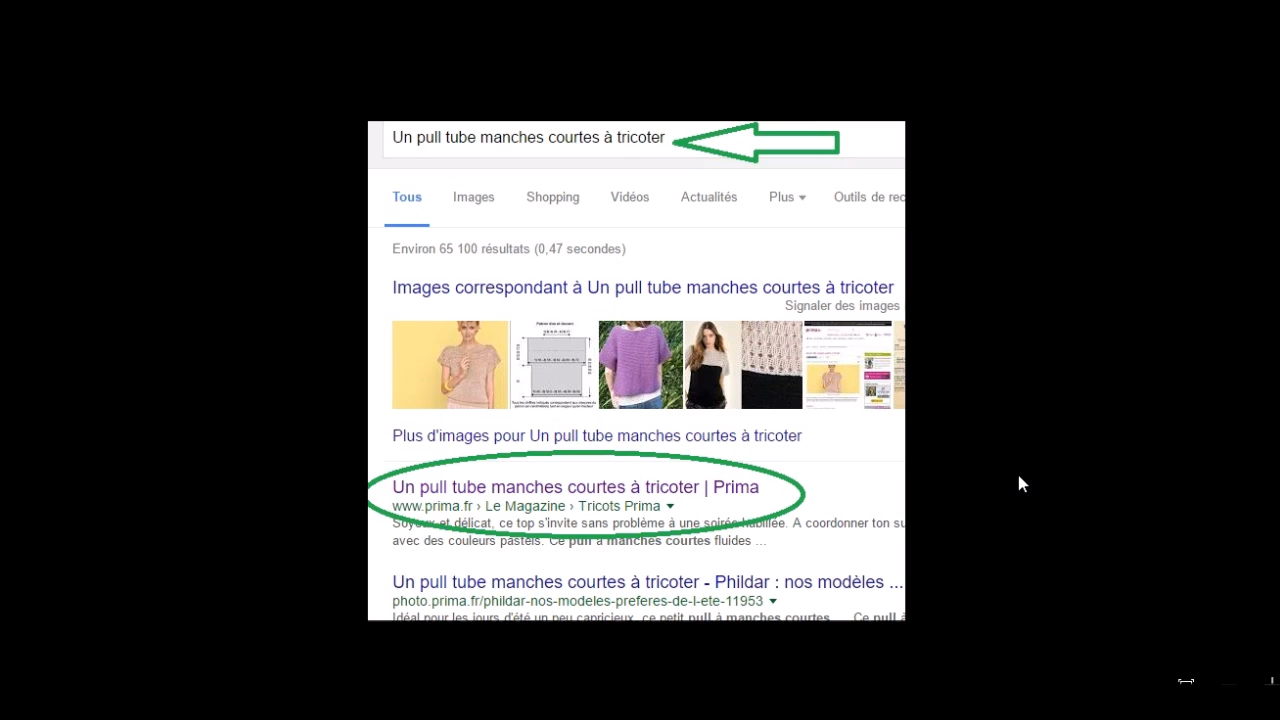 Un pull tube manches courtes à tricoter
Tous Images Shopping Vidéos Actualités Plus Outils de rec
Environ 65 100 résultats (0,47 secondes)
Images correspondant à Un pull tube manches courtes à tricoter
Signaler des images
Plus d'images pour Un pull tube manches courtes à tricoter
Un pull tube manches courtes à tricoter | Prima
www.prima.fr › Le Magazine › Tricots Prima
Soyeux et délicat, ce top s'invite sans problème à une soirée habillée. A coordonner ton su
avec des couleurs pastels. Ce pull à manches courtes fluides ...
Un pull tube manches courtes à tricoter - Phildar : nos modèles ...
photo.prima.fr/phildar-nos-modeles-preferes-de-l-ete-11953
Idéal pour les jours d'été un peu capricieux, ce petit pull à manches courtes ... Ce pull à